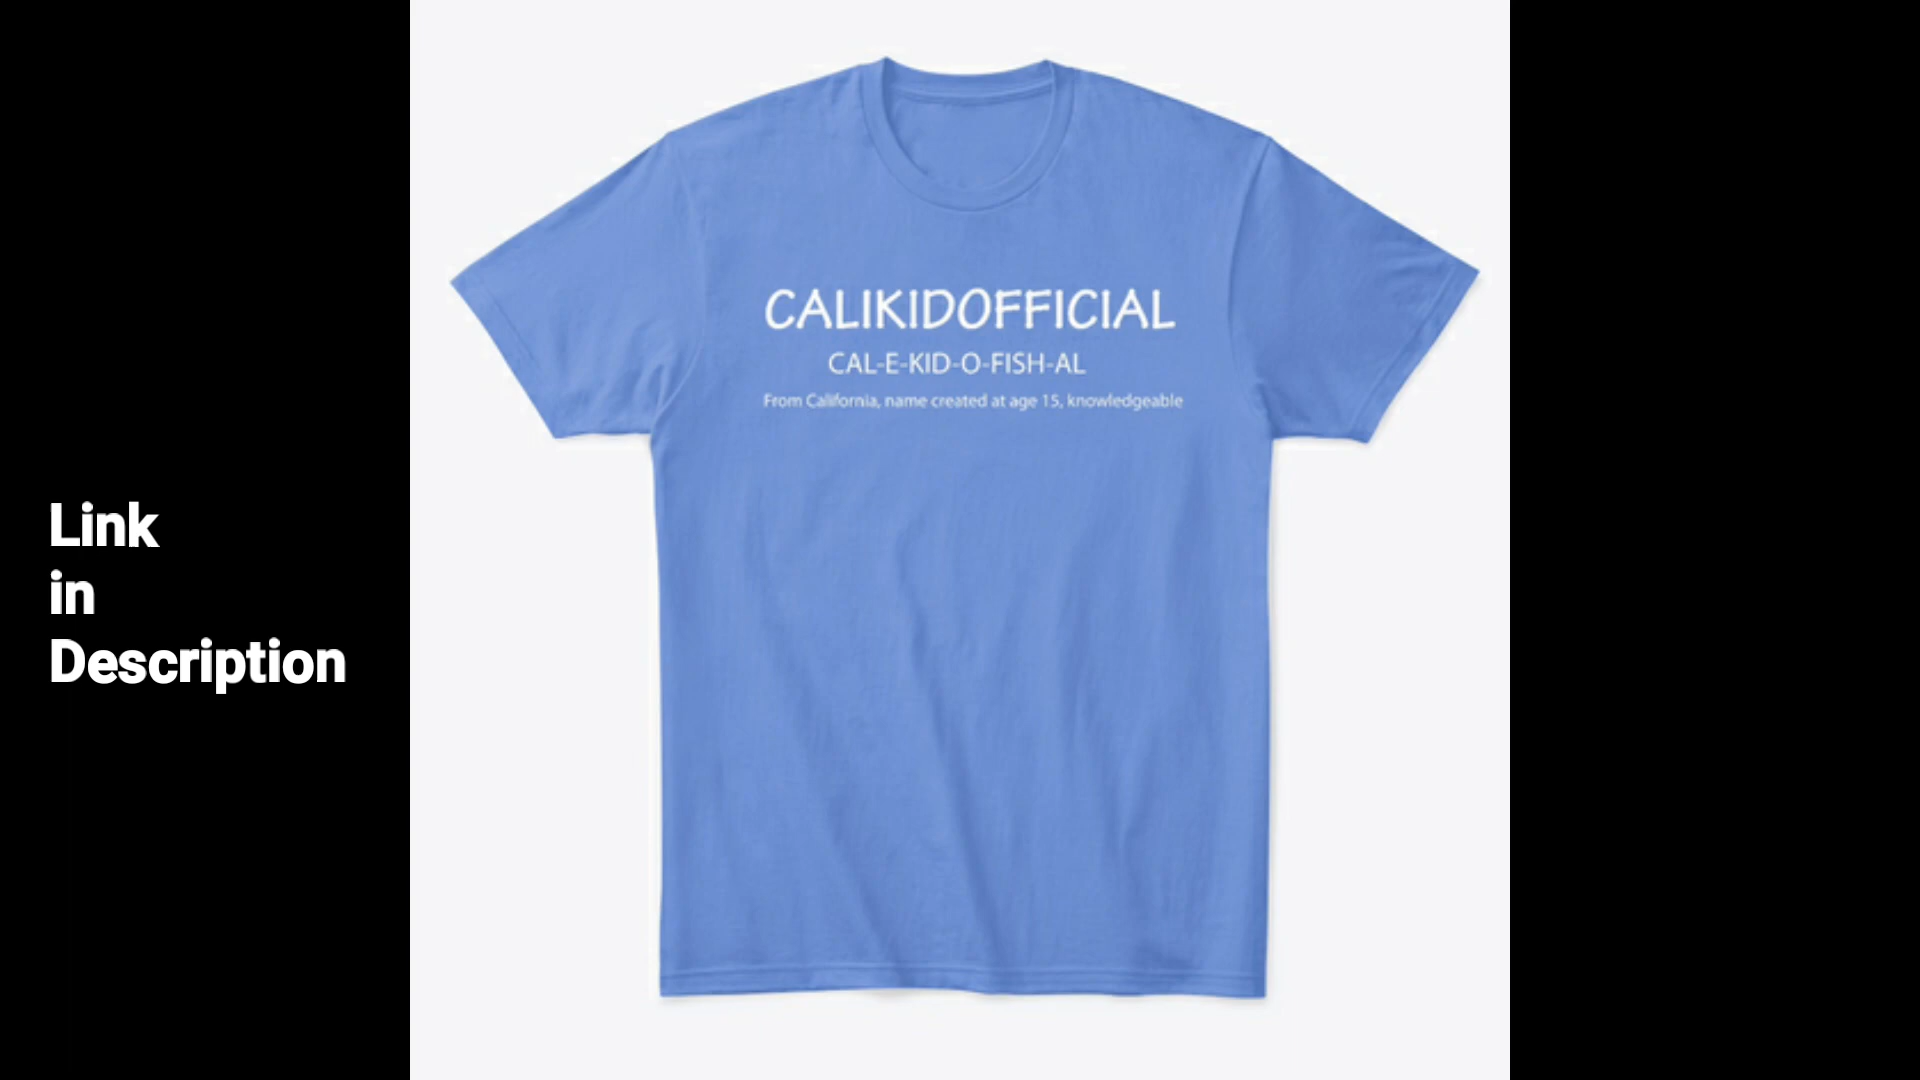 Link
in
Description
CALIKIDOFFICIAL
CAL-E-KID-O-FISH-AL
From California, name created at age 15, knowledgeable